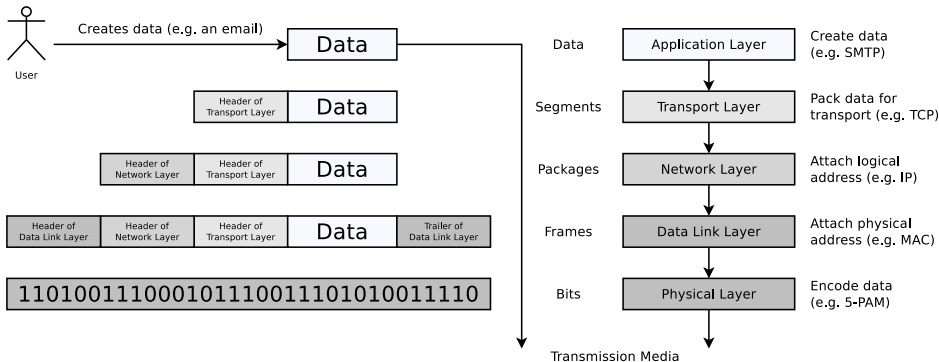 Creates data (e.g. an email)
User
Data
Data
Application Layer
Create data
(e.g. SMTP)
Header of
Transport Layer
Data
Segments
Transport Layer
Pack data for
transport (e.g. TCP)
Header of
Network Layer
Header of
Transport Layer
Data
Packages
Network Layer
Attach logical
address (e.g. IP)
Header of
Data Link Layer
Header of
Network Layer
Header of
Transport Layer
Data
Trailer of
Data Link Layer
Frames
Data Link Layer
Attach physical
address (e.g. MAC)
110100111000101110011101010011110
Bits
Physical Layer
Encode data
(e.g. 5-PAM)
Transmission Media